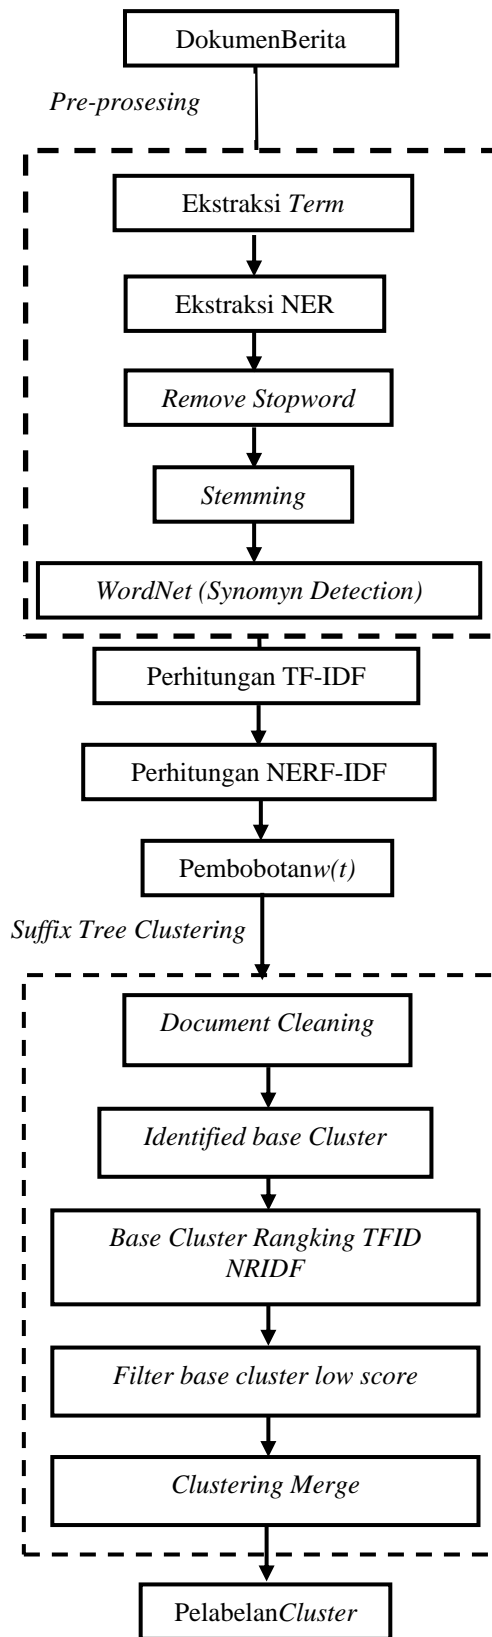 DokumenBerita
Pre-prosesing
Ekstraksi Term
Ekstraksi NER
Remove Stopword
Stemming
WordNet (Synomyn Detection)
Perhitungan TF-IDF
Perhitungan NERF-IDF
Pembobotanw(t)
Suffix Tree Clustering
Document Cleaning
Identified base Cluster
Base Cluster Rangking TFID
NRIDF
Filter base cluster low score
Clustering Merge
PelabelanCluster